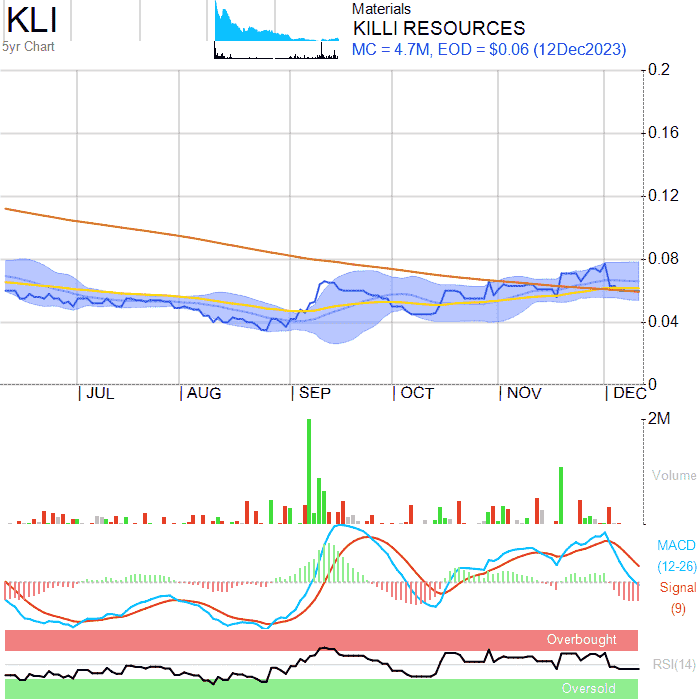 KLI
5yr Chart
Materials
KILLI RESOURCES
MC = 4.7M, EOD = $0.06 (12Dec2023)
0.2
0.16
0.12
0.08
0.04
0
JUL AUG SEP OCT NOV DEC
2M
Volume
MACD
(12-26)
Signal
(9)
Overbought
RSI(14)
Oversold